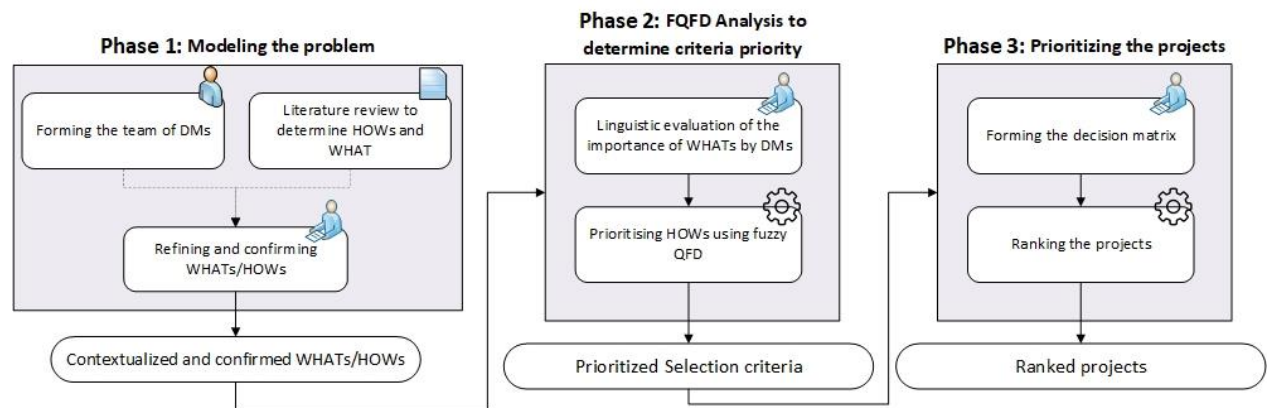 Phase 1: Modeling the problem
Forming the team of DMs
Literature review to
determine HOWs and
WHAT
Refining and confirming
WHATs/HOWs
Contextualized and confirmed WHATs/HOWs
Phase 2: FQFD Analysis to
determine criteria priority
Linguistic evaluation of the
importance of WHATs by DMs
Prioritising HOWs using fuzzy
QFD
Prioritized Selection criteria
Phase 3: Prioritizing the projects
Forming the decision matrix
Ranking the projects
Ranked projects